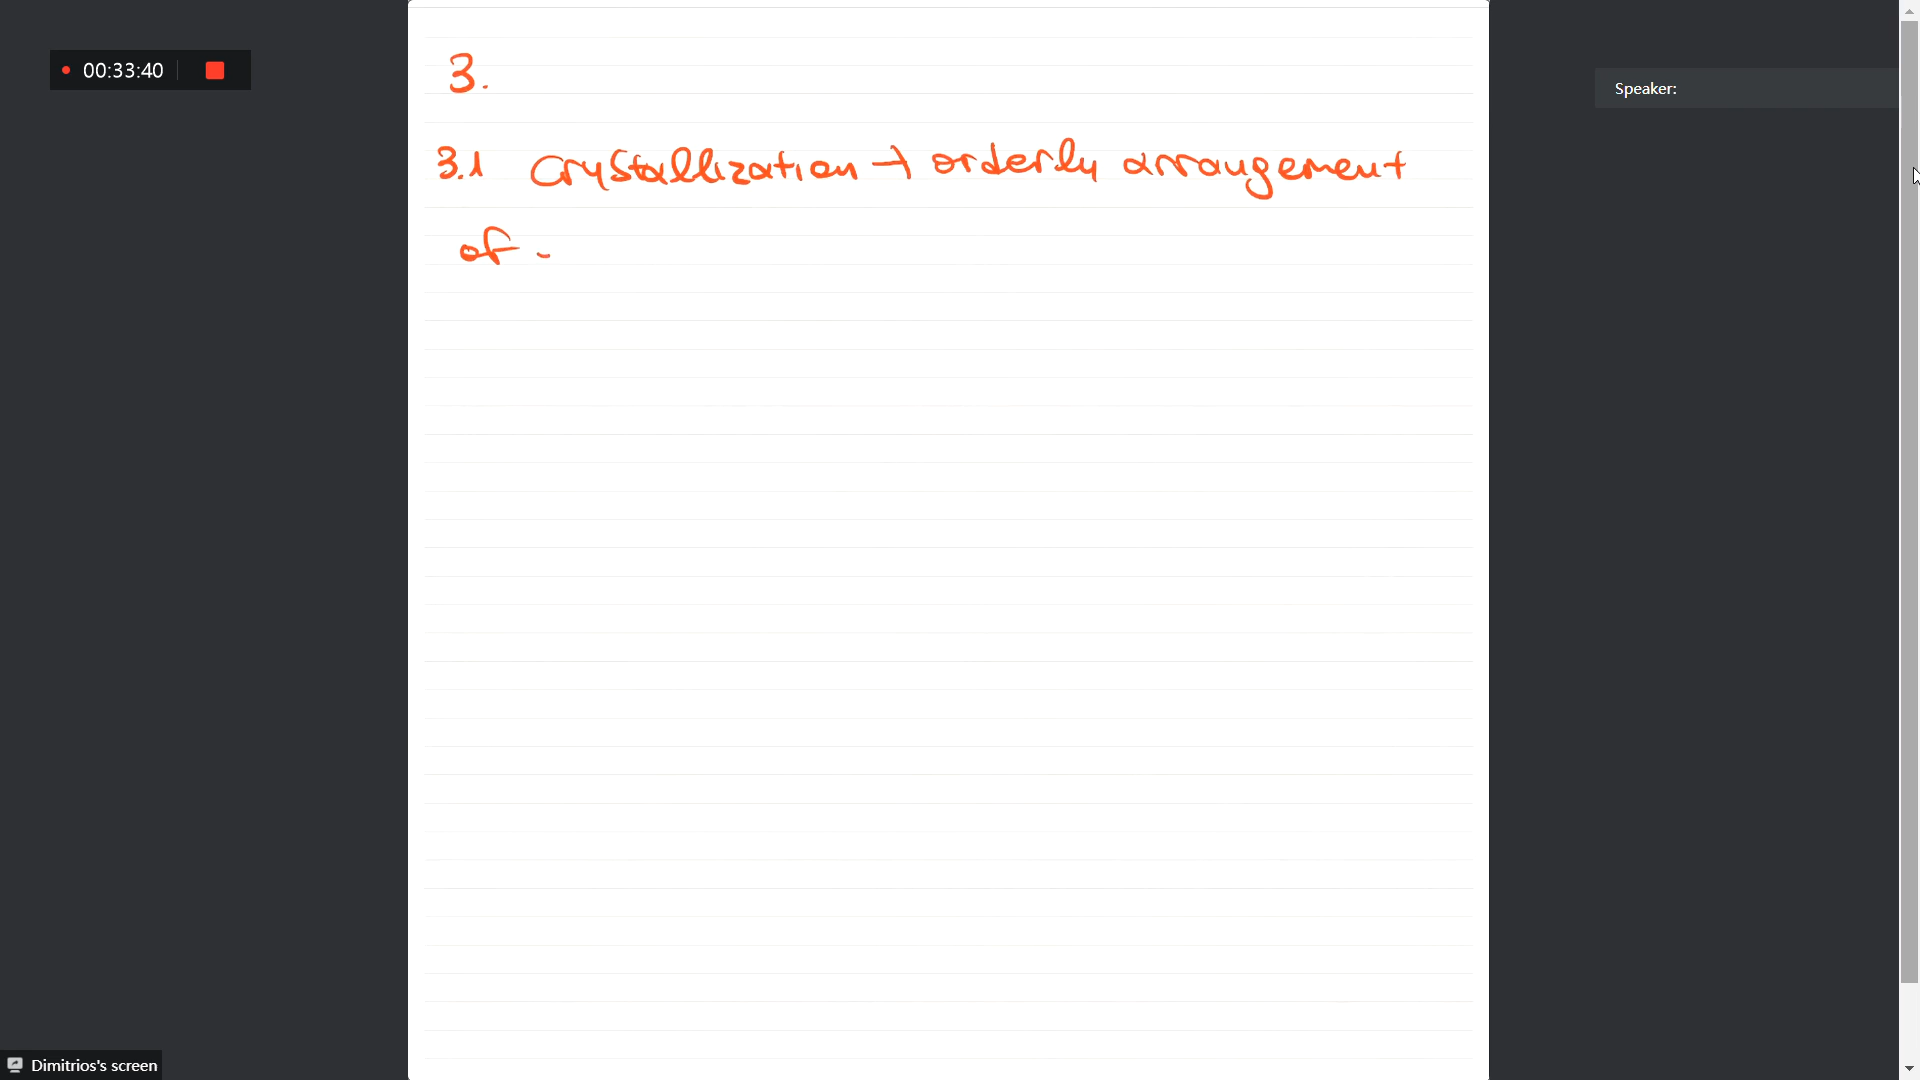 00:33:40
Speaker:
3.
3.1 Crystallization → orderly arrangement
of -
Dimitrios's screen